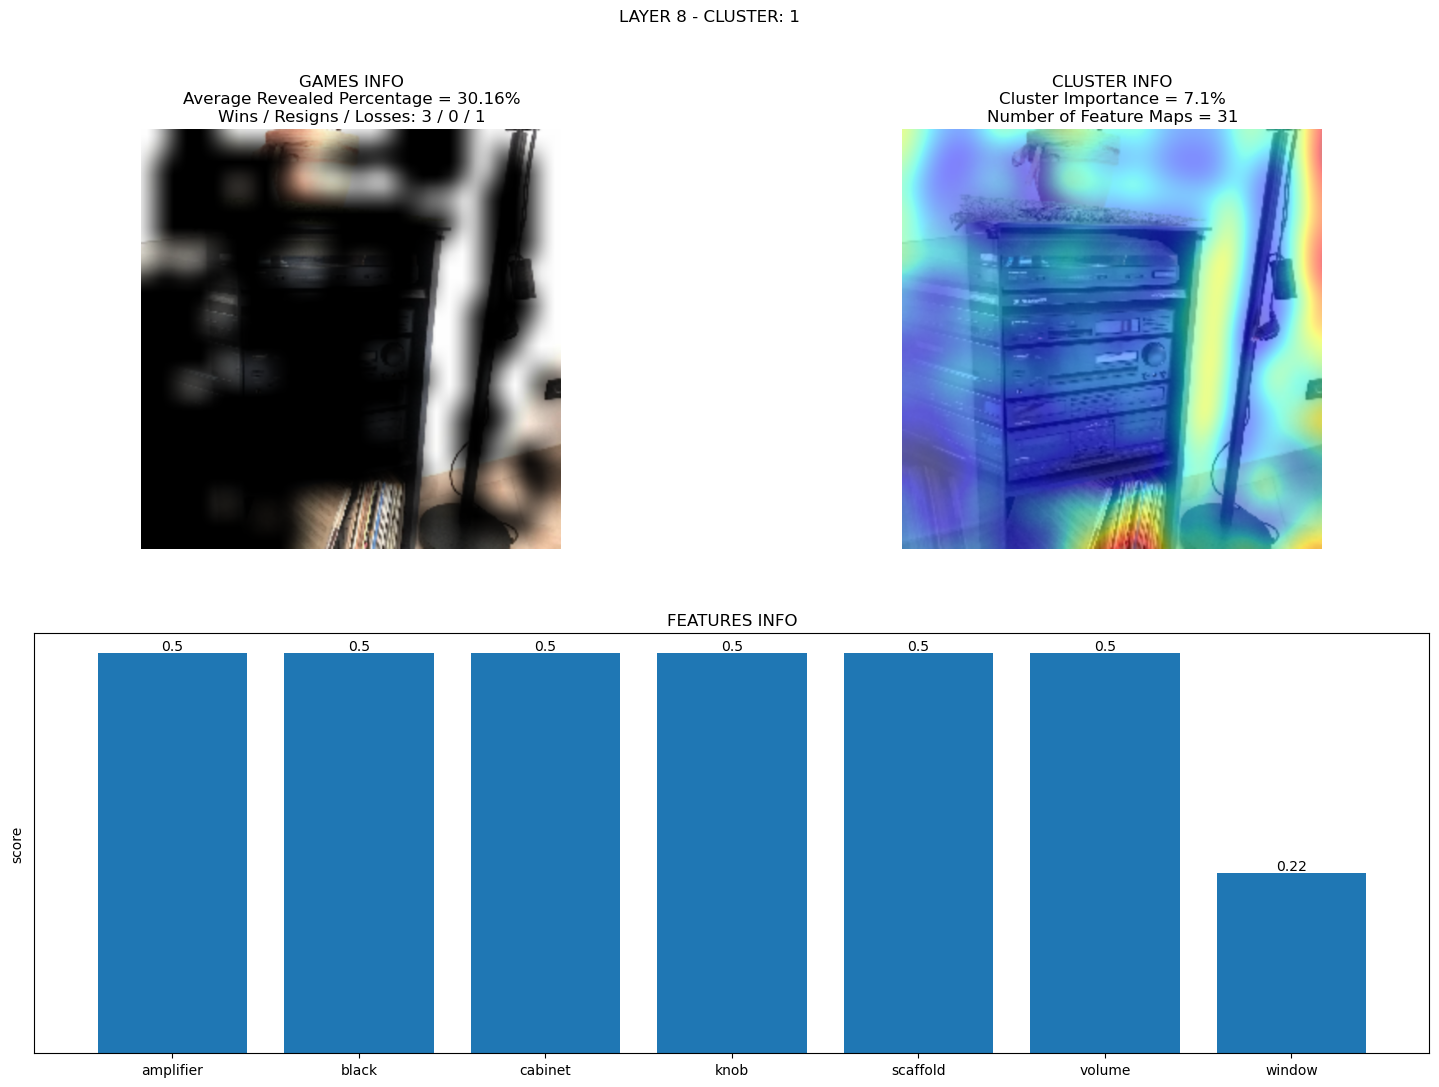 LAYER 8 - CLUSTER: 1
GAMES INFO
Average Revealed Percentage = 30.16%
Wins / Resigns / Losses: 3 / 0 / 1
CLUSTER INFO
Cluster Importance = 7.1%
Number of Feature Maps = 31
FEATURES INFO
score
0.5
0.5
0.5
0.5
0.5
0.5
0.22
amplifier
black
cabinet
knob
scaffold
volume
window